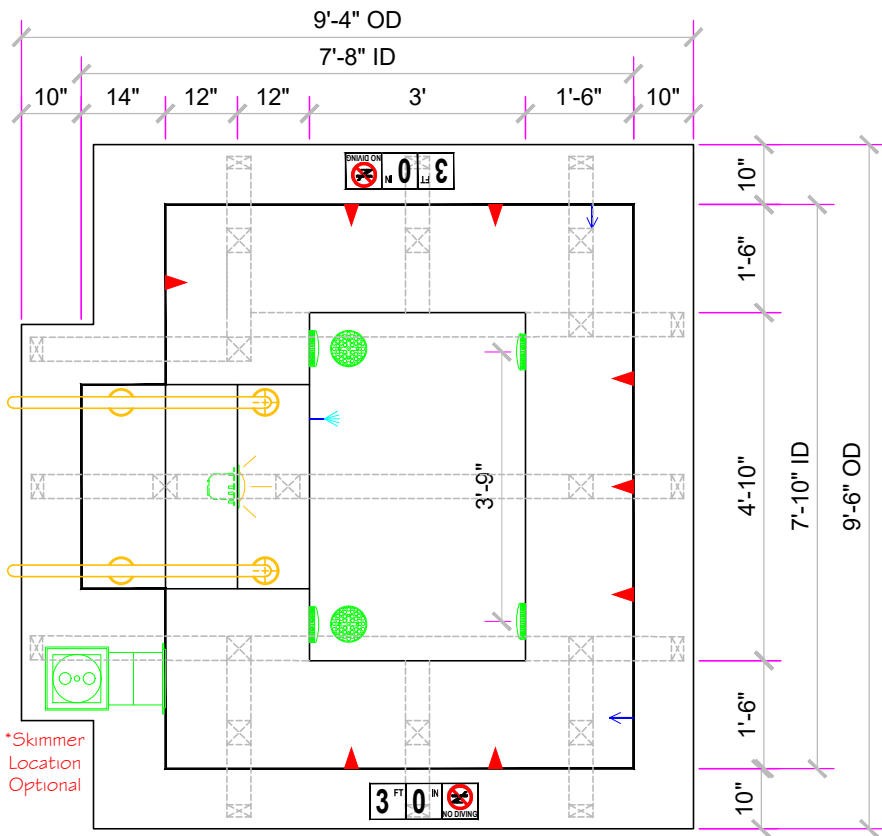 9'-4" OD
7'-8" ID
10" 14" 12" 12" 3' 1'-6" 10"
3 FT 0 IN NO DIVING
10"
1'-6"
4'-10"
7'-10" ID
9'-6" OD
3'-9"
1'-6"
10"
*Skimmer
Location
Optional
3 FT 0 IN NO DIVING